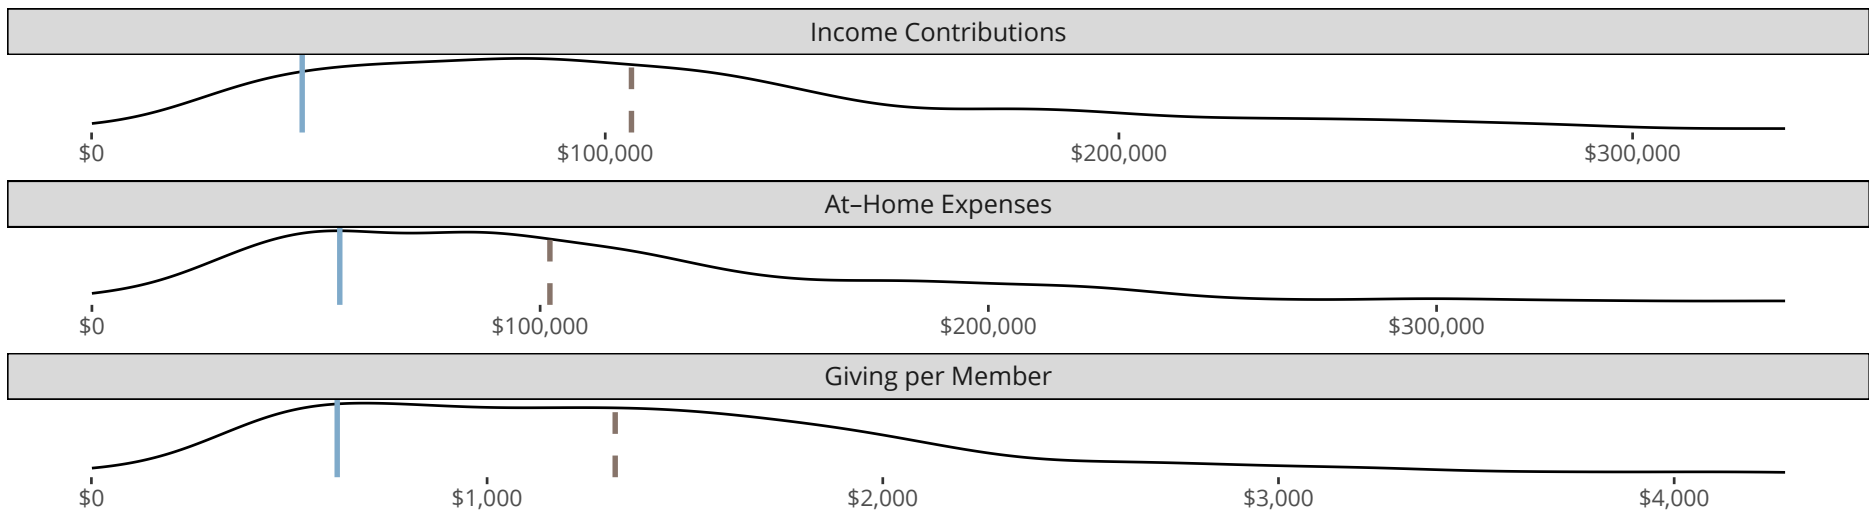 Income Contributions
$0 $100,000 $200,000 $300,000
At–Home Expenses
$0 $100,000 $200,000 $300,000
Giving per Member
$0 $1,000 $2,000 $3,000 $4,000